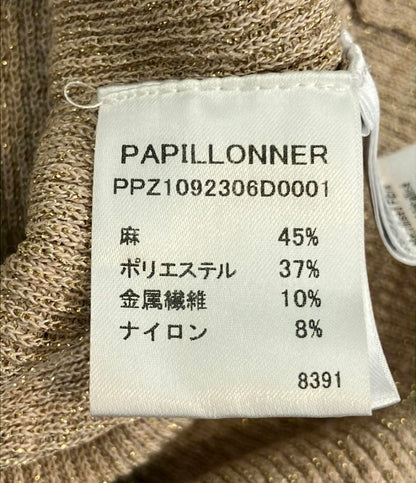 PAPILLONNER
PPZ1092306D0001
麻 45%
ポリエステル 37%
金属繊維 10%
ナイロン 8%
8391